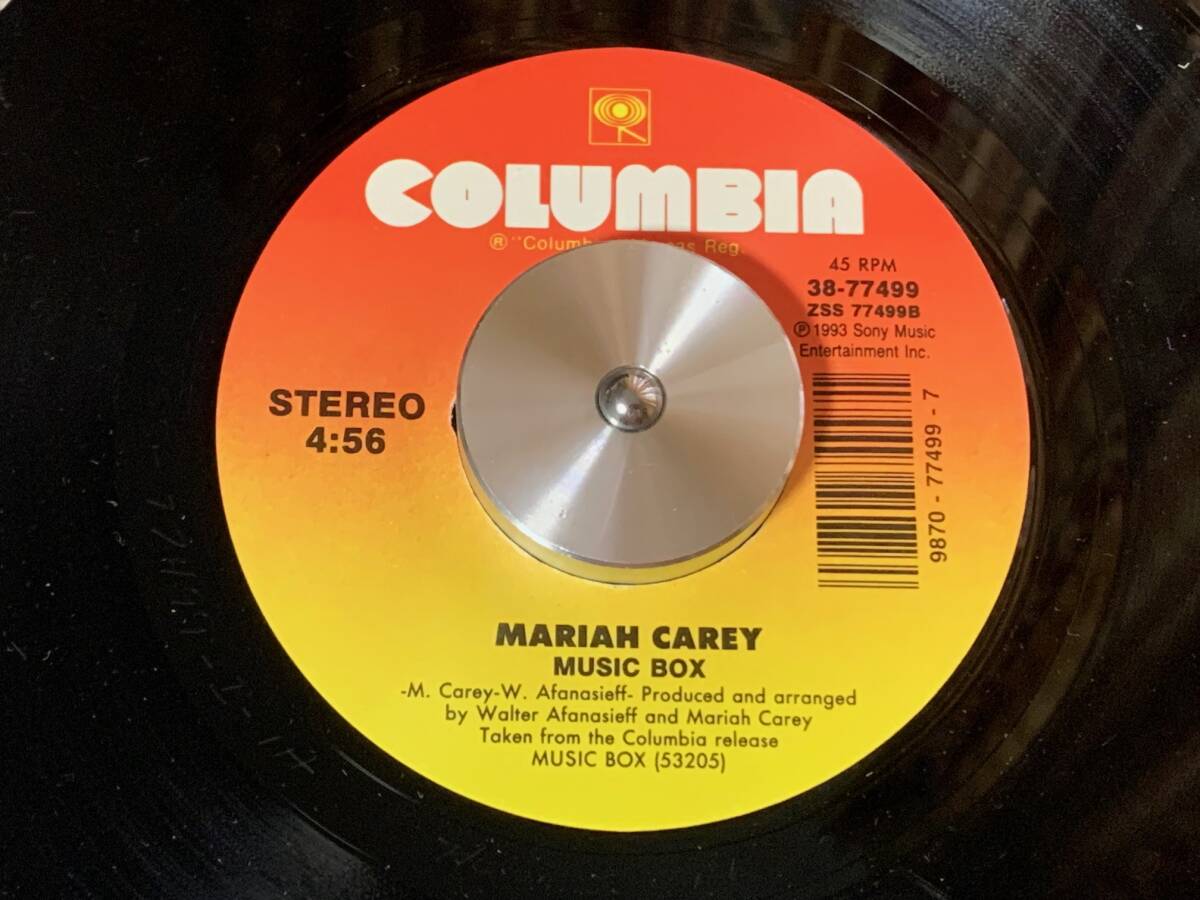 COLUMBIA
® "Colum Reg.
45 RPM
38-77499
ZSS 77499B
℗ 1993 Sony Music
Entertainment Inc.
STEREO
4:56
9870 - 77499 - 7
MARIAH CAREY
MUSIC BOX
-M. Carey-W. Afanasieff- Produced and arranged
by Walter Afanasieff and Mariah Carey
Taken from the Columbia release
MUSIC BOX (53205)